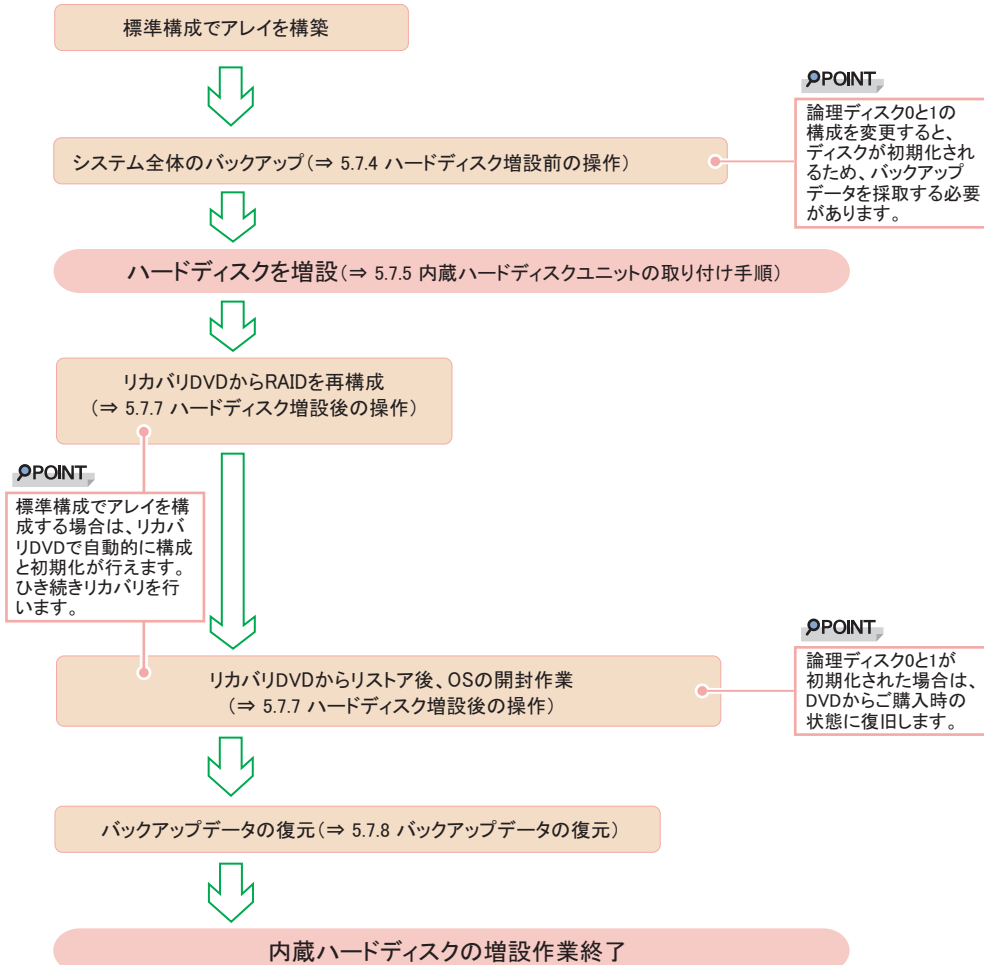 標準構成でアレイを構築
POINT
論理ディスク0と1の
構成を変更すると、
ディスクが初期化され
るため、バックアップ
データを採取する必要
があります。
システム全体のバックアップ(⇒ 5.7.4 ハードディスク増設前の操作)
ハードディスクを増設(⇒ 5.7.5 内蔵ハードディスクユニットの取り付け手順)
リカバリDVDからRAIDを再構成
(⇒ 5.7.7 ハードディスク増設後の操作)
POINT
標準構成でアレイを構
成する場合は、リカバ
リDVDで自動的に構成
と初期化が行えます。
ひき続きリカバリを行
います。
リカバリDVDからリストア後、OSの開封作業
(⇒ 5.7.7 ハードディスク増設後の操作)
POINT
論理ディスク0と1が
初期化された場合は、
DVDからご購入時の
状態に復旧します。
バックアップデータの復元(⇒ 5.7.8 バックアップデータの復元)
内蔵ハードディスクの増設作業終了